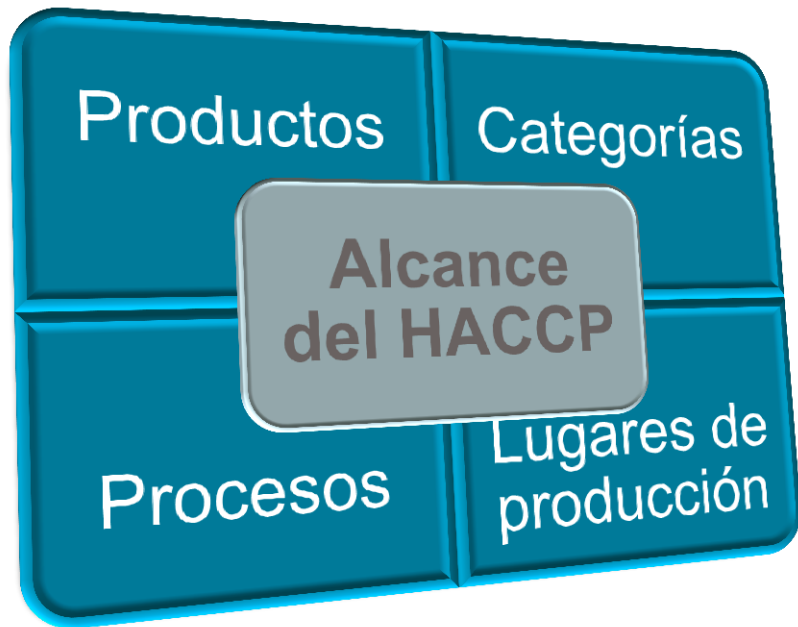 Productos
Categorías
Alcance
del HACCP
Procesos
Lugares de
producción